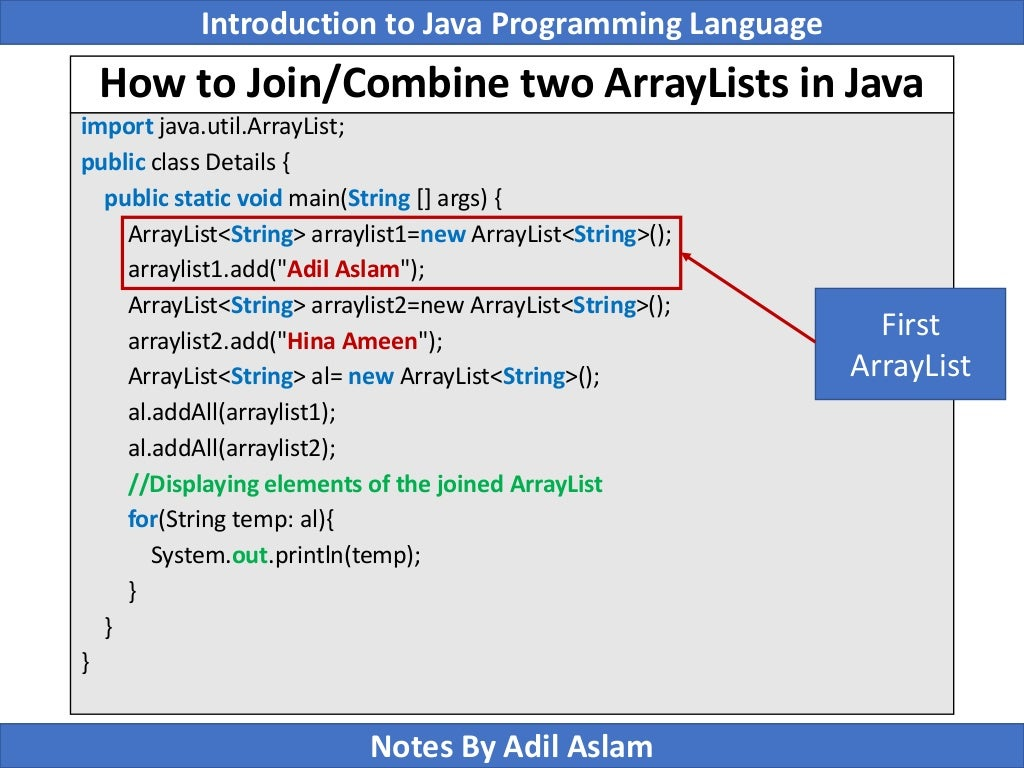 Introduction to Java Programming Language
How to Join/Combine two ArrayLists in Java
import java.util.ArrayList;
public class Details {
public static void main(String [] args) {
ArrayList<String> arraylist1=new ArrayList<String>();
arraylist1.add("Adil Aslam");
ArrayList<String> arraylist2=new ArrayList<String>();
arraylist2.add("Hina Ameen");
ArrayList<String> al= new ArrayList<String>();
al.addAll(arraylist1);
al.addAll(arraylist2);
//Displaying elements of the joined ArrayList
for(String temp: al){
System.out.println(temp);
}
}
}
First
ArrayList
Notes By Adil Aslam